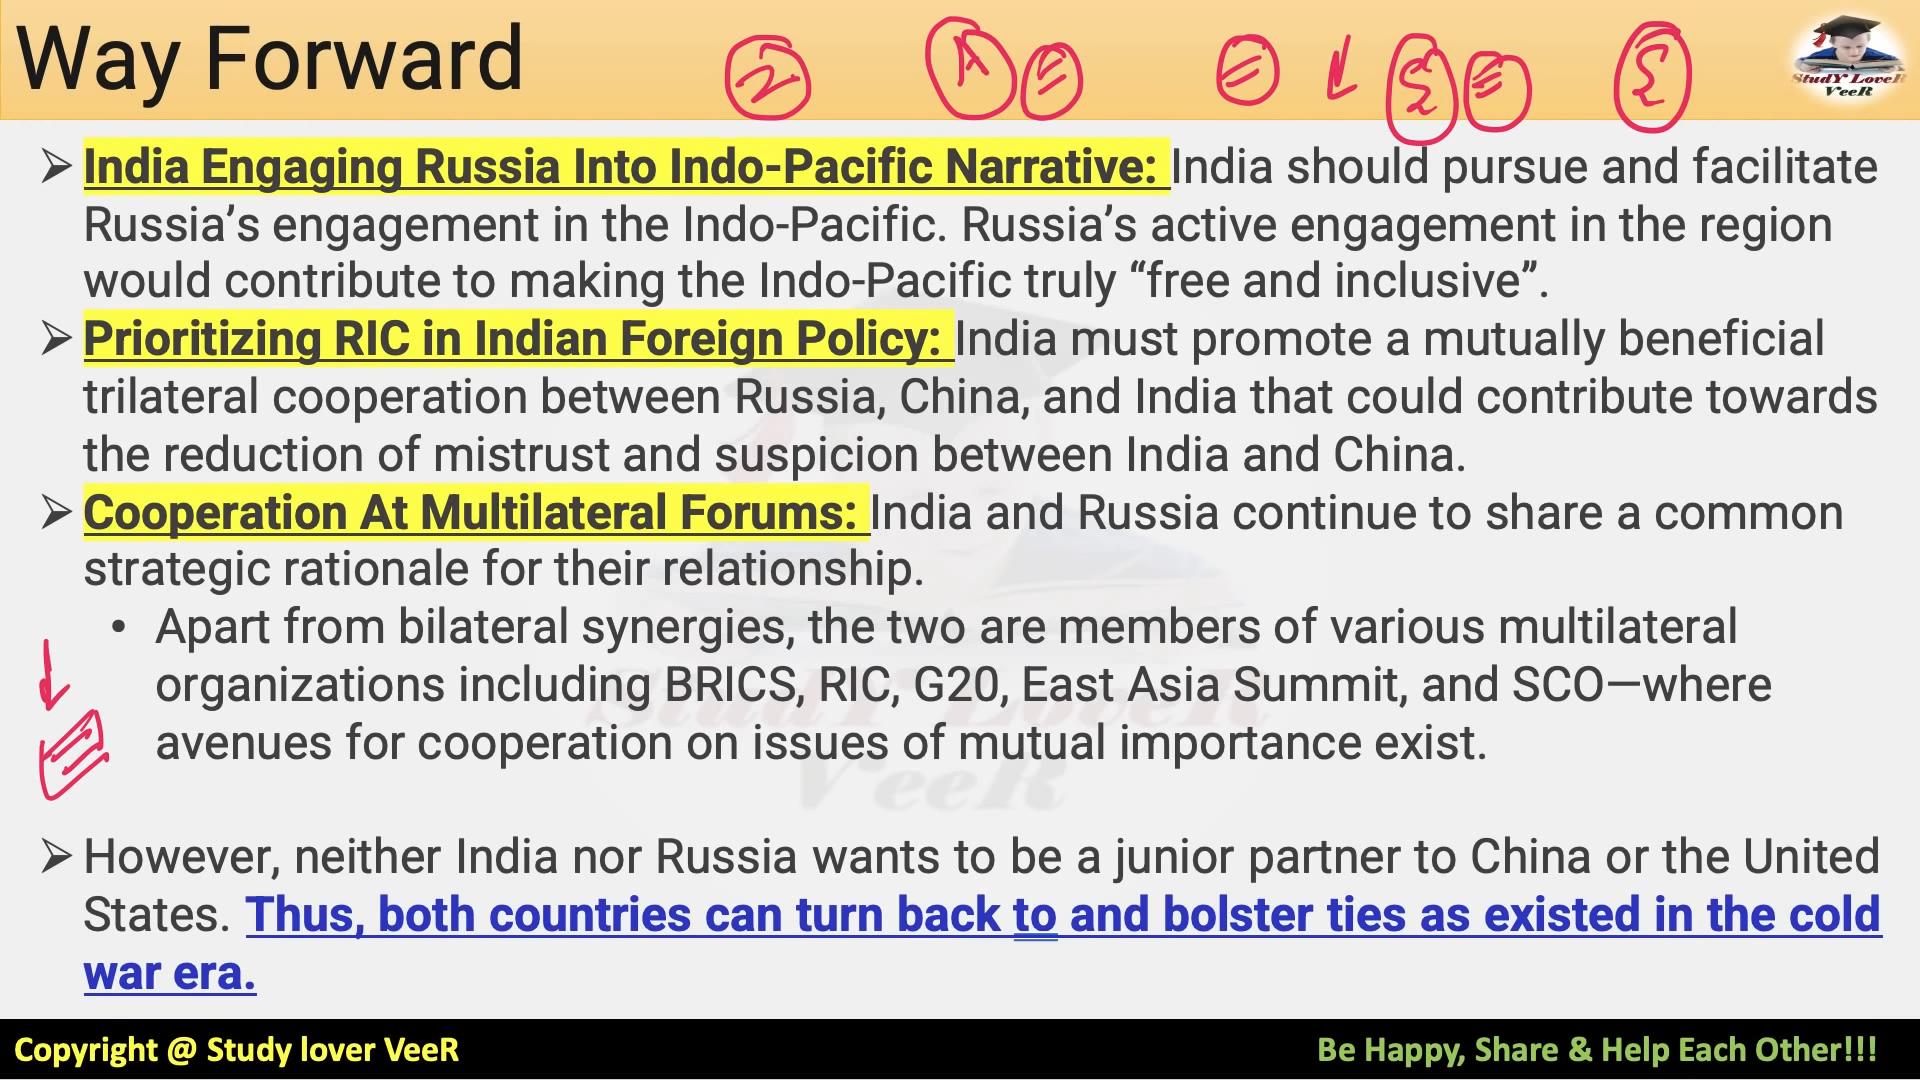 Way Forward
2
A
StudY LoveR
VeeR
➢ India Engaging Russia Into Indo-Pacific Narrative: India should pursue and facilitate
Russia’s engagement in the Indo-Pacific. Russia’s active engagement in the region
would contribute to making the Indo-Pacific truly “free and inclusive”.
➢ Prioritizing RIC in Indian Foreign Policy: India must promote a mutually beneficial
trilateral cooperation between Russia, China, and India that could contribute towards
the reduction of mistrust and suspicion between India and China.
➢ Cooperation At Multilateral Forums: India and Russia continue to share a common
strategic rationale for their relationship.
• Apart from bilateral synergies, the two are members of various multilateral
organizations including BRICS, RIC, G20, East Asia Summit, and SCO—where
avenues for cooperation on issues of mutual importance exist.
StudY LoveR
VeeR
➢ However, neither India nor Russia wants to be a junior partner to China or the United
States. Thus, both countries can turn back to and bolster ties as existed in the cold
war era.
Copyright @ Study lover VeeR
Be Happy, Share & Help Each Other!!!